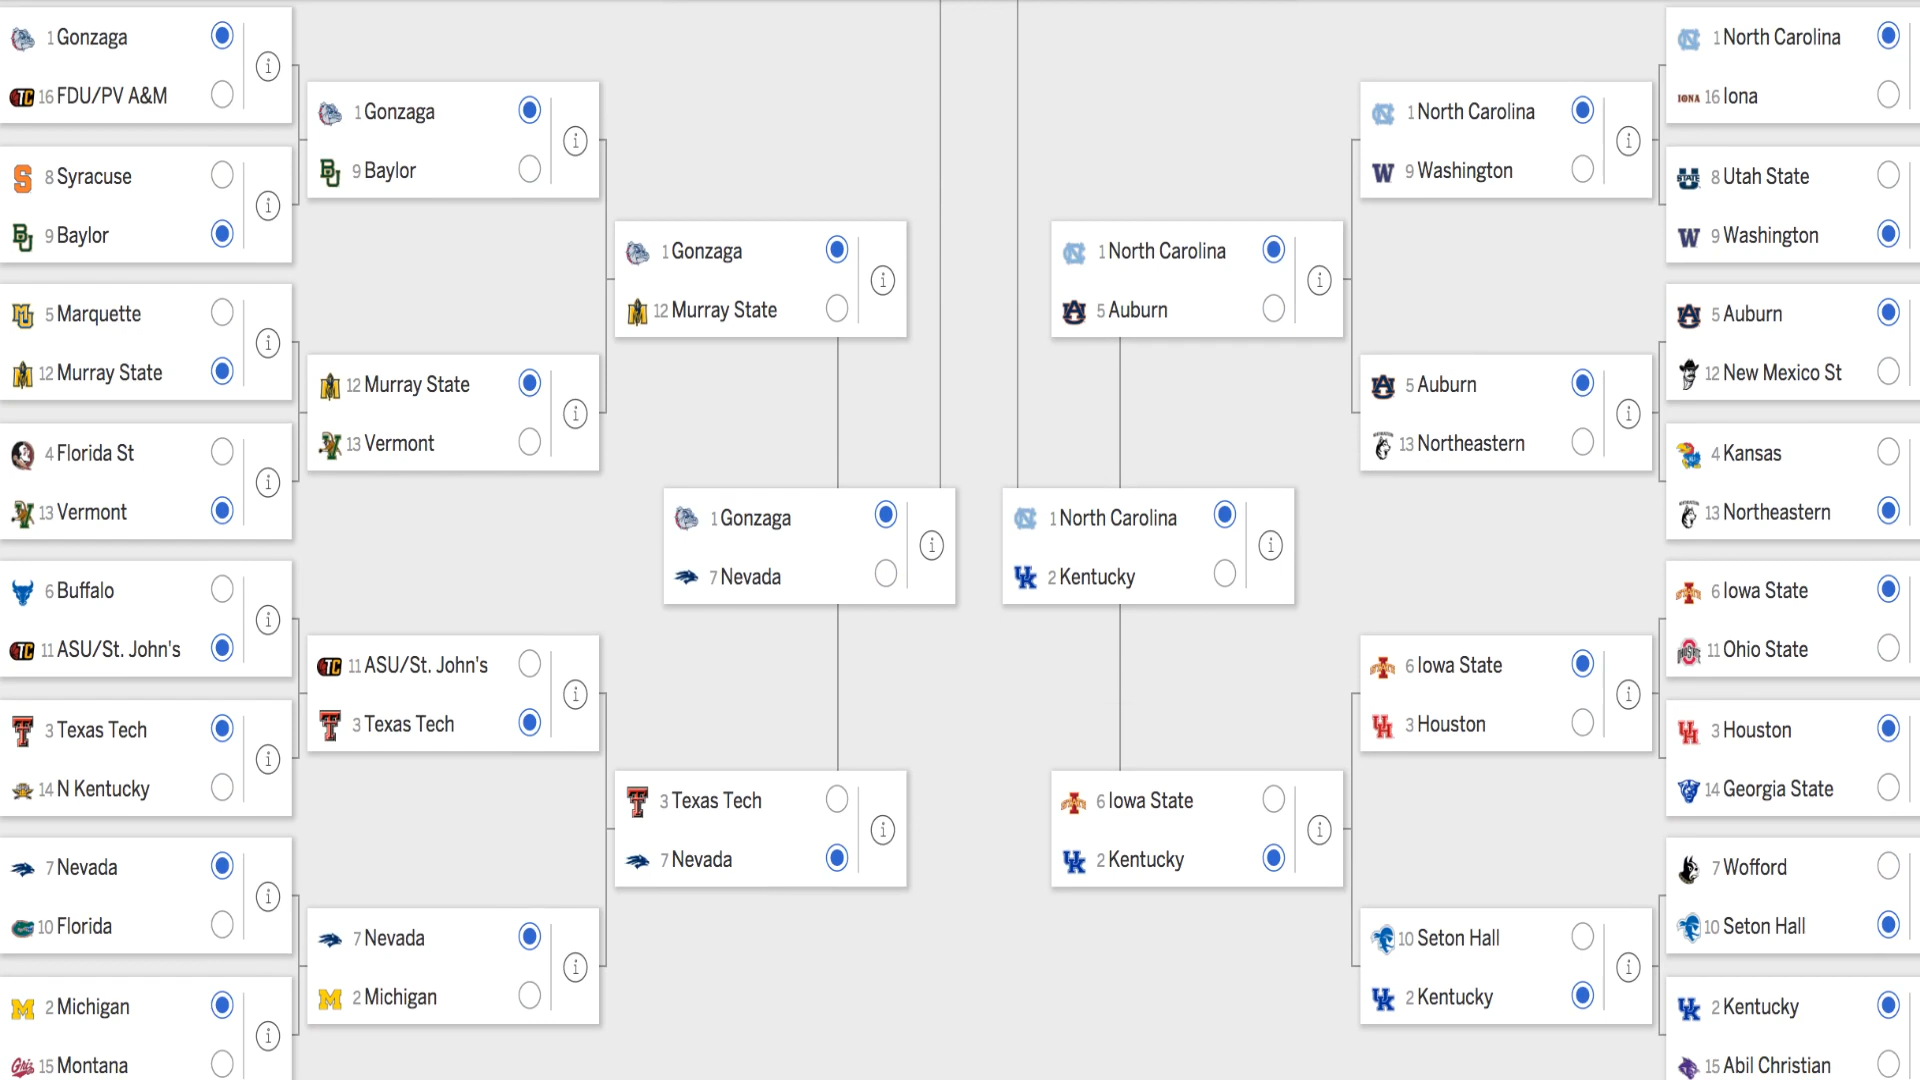 1 Gonzaga
16 FDU/PV A&M
8 Syracuse
9 Baylor
5 Marquette
12 Murray State
4 Florida St
13 Vermont
6 Buffalo
11 ASU/St. John's
3 Texas Tech
14 N Kentucky
7 Nevada
10 Florida
2 Michigan
15 Montana
1 Gonzaga
9 Baylor
12 Murray State
13 Vermont
11 ASU/St. John's
3 Texas Tech
7 Nevada
2 Michigan
1 Gonzaga
12 Murray State
3 Texas Tech
7 Nevada
1 Gonzaga
7 Nevada
1 North Carolina
2 Kentucky
1 North Carolina
5 Auburn
6 Iowa State
2 Kentucky
1 North Carolina
9 Washington
5 Auburn
13 Northeastern
6 Iowa State
3 Houston
10 Seton Hall
2 Kentucky
1 North Carolina
16 Iona
8 Utah State
9 Washington
5 Auburn
12 New Mexico St
4 Kansas
13 Northeastern
6 Iowa State
11 Ohio State
3 Houston
14 Georgia State
7 Wofford
10 Seton Hall
2 Kentucky
15 Abil Christian